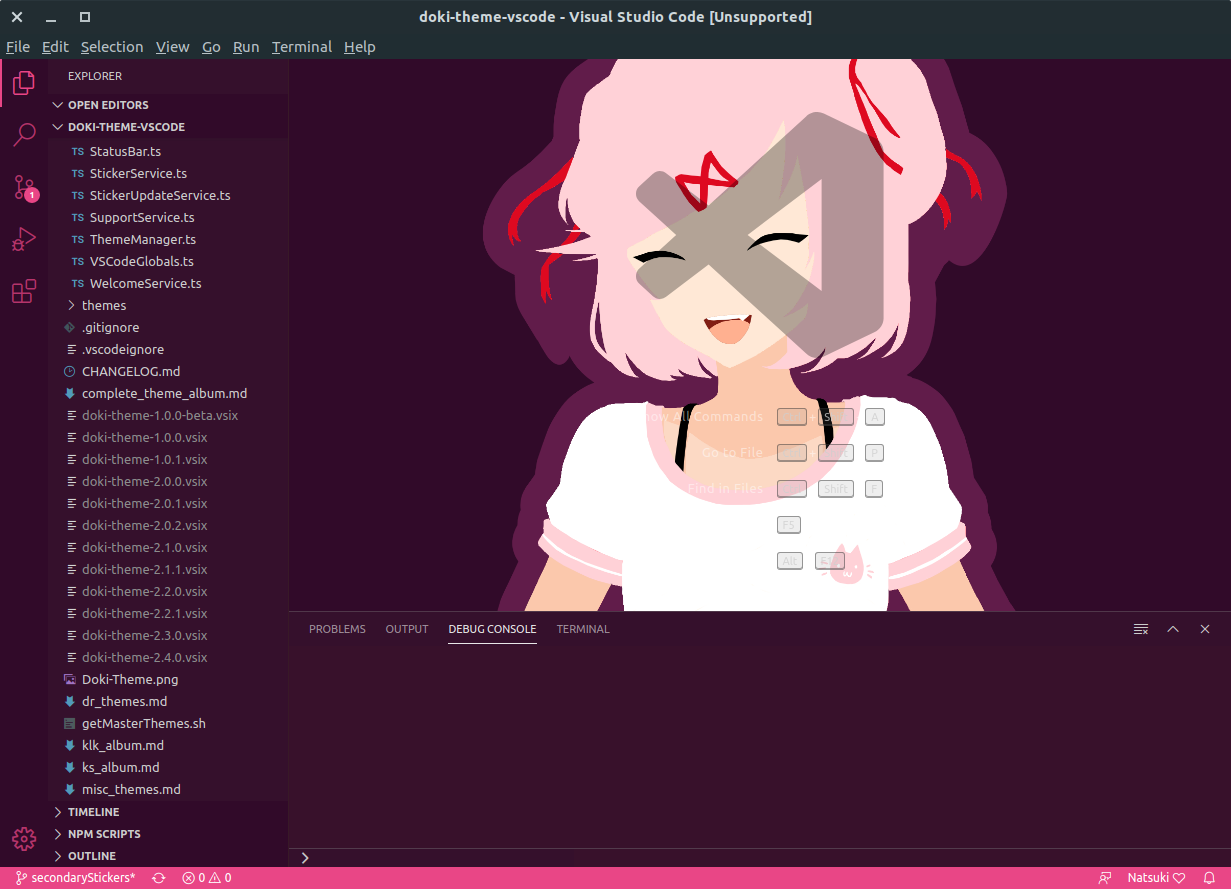 doki-theme-vscode - Visual Studio Code [Unsupported]
File Edit Selection View Go Run Terminal Help
EXPLORER
OPEN EDITORS
DOKI-THEME-VSCODE
TS StatusBar.ts
TS StickerService.ts
TS StickerUpdateService.ts
1
TS SupportService.ts
TS ThemeManager.ts
TS VSCodeGlobals.ts
TS WelcomeService.ts
themes
.gitignore
.vscodeignore
CHANGELOG.md
complete_theme_album.md
doki-theme-1.0.0-beta.vsix
doki-theme-1.0.0.vsix
doki-theme-1.0.1.vsix
doki-theme-2.0.0.vsix
doki-theme-2.0.1.vsix
doki-theme-2.0.2.vsix
doki-theme-2.1.0.vsix
doki-theme-2.1.1.vsix
doki-theme-2.2.0.vsix
doki-theme-2.2.1.vsix
doki-theme-2.3.0.vsix
doki-theme-2.4.0.vsix
Doki-Theme.png
dr_themes.md
getMasterThemes.sh
klk_album.md
ks_album.md
misc_themes.md
TIMELINE
NPM SCRIPTS
OUTLINE
All Commands A
Go to File P
Find in Files Shift F
F5
Alt
PROBLEMS OUTPUT DEBUG CONSOLE TERMINAL
secondaryStickers* 0 0 Natsuki ♡